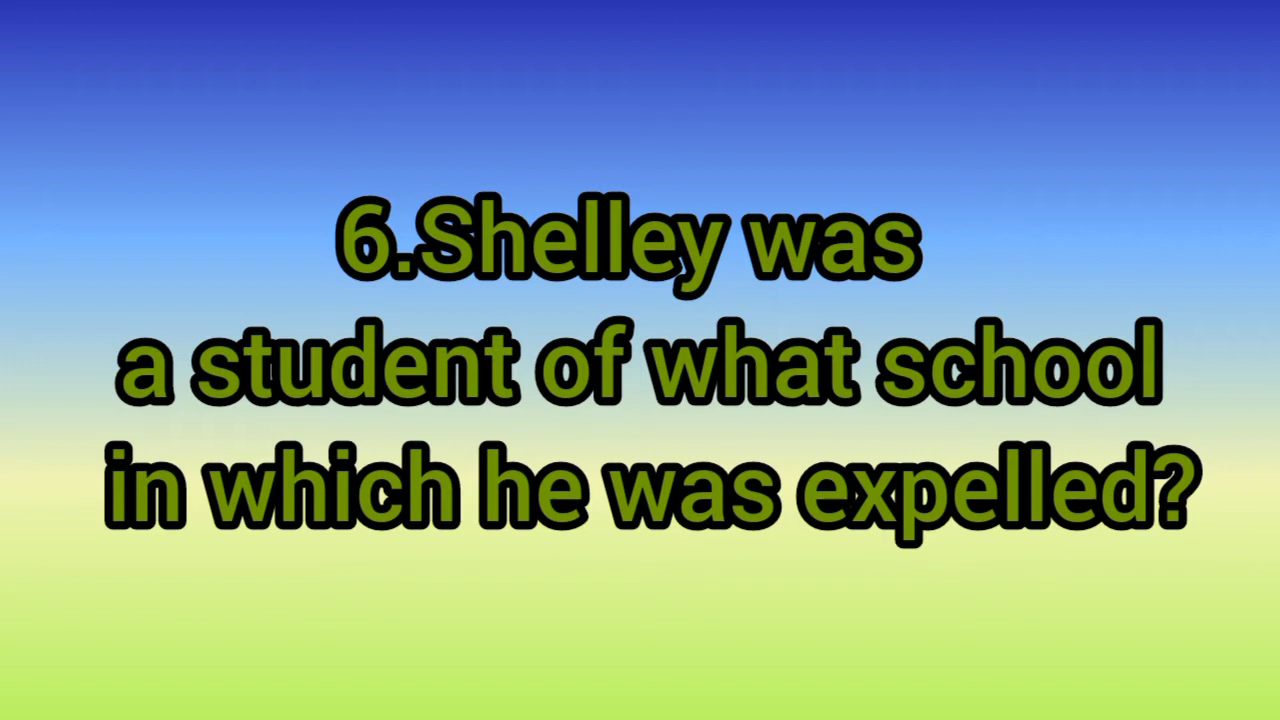 6.Shelley was
a student of what school
in which he was expelled?